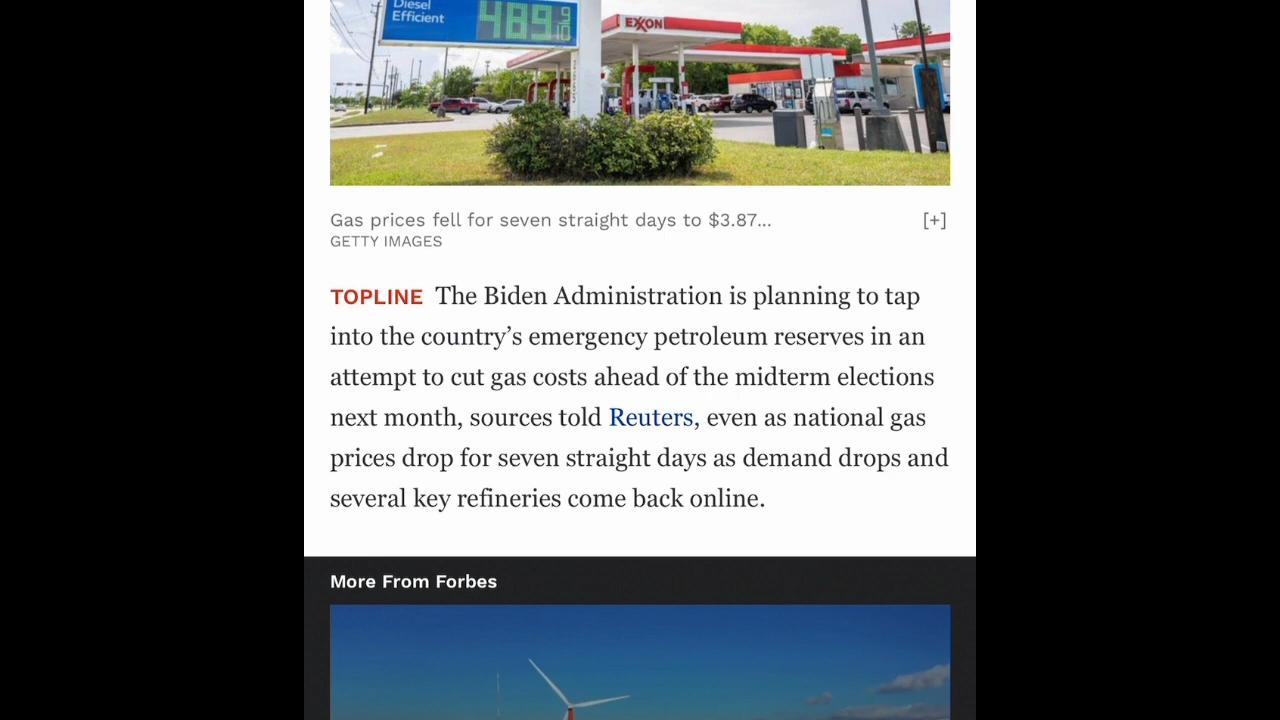 Diesel
Efficient
489 9/10
EXXON
Gas prices fell for seven straight days to $3.87... [+]
GETTY IMAGES
TOPLINE The Biden Administration is planning to tap
into the country’s emergency petroleum reserves in an
attempt to cut gas costs ahead of the midterm elections
next month, sources told Reuters, even as national gas
prices drop for seven straight days as demand drops and
several key refineries come back online.
More From Forbes